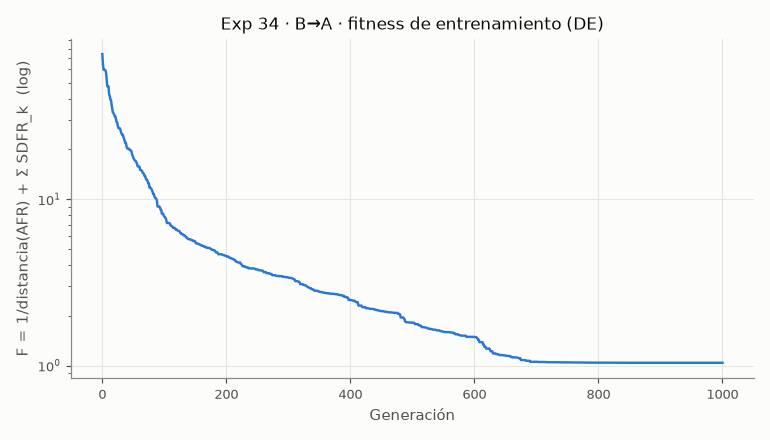 Exp 34 · B→A · fitness de entrenamiento (DE)
F = 1/distancia(AFR) + Σ SDFR_k (log)
10¹
10⁰
0 200 400 600 800 1000
Generación